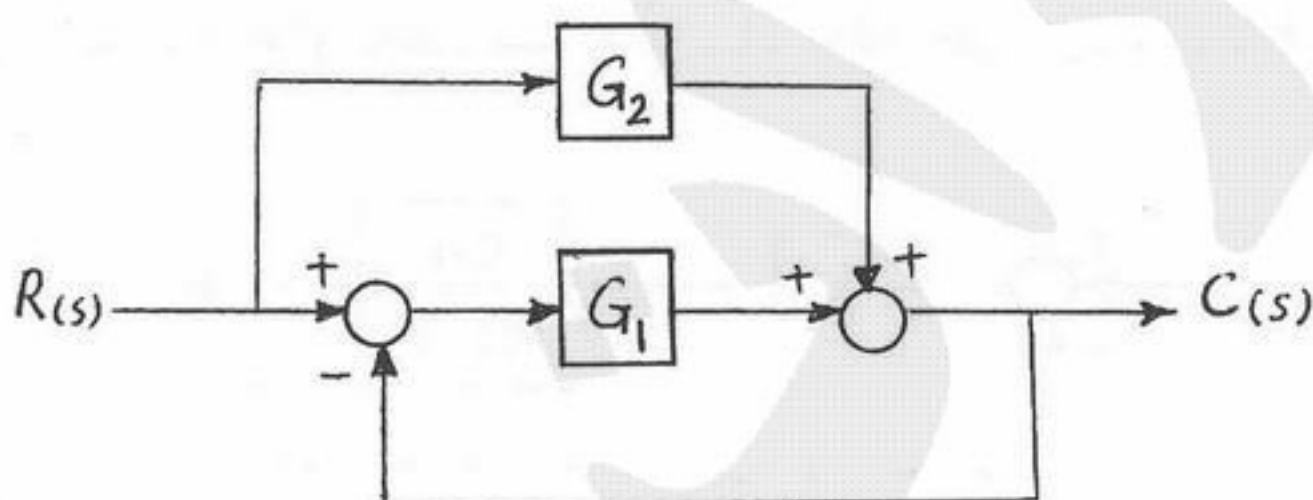 G₂
+ + +
R(s) G₁ C(s)
-